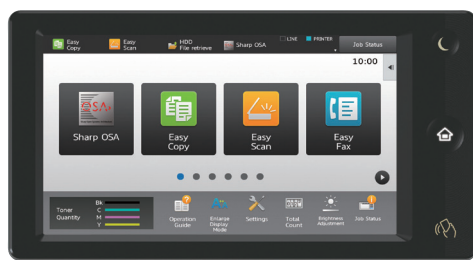 Easy Copy
Easy Scan
HDD File retrieve
Sharp OSA
LINE
PRINTER
Job Status
10:00
OSA
Sharp OSA
Easy Copy
Easy Scan
Easy Fax
Toner Quantity
Bk
C
M
Y
Operation Guide
Enlarge Display Mode
Settings
Total Count
Brightness Adjustment
Job Status